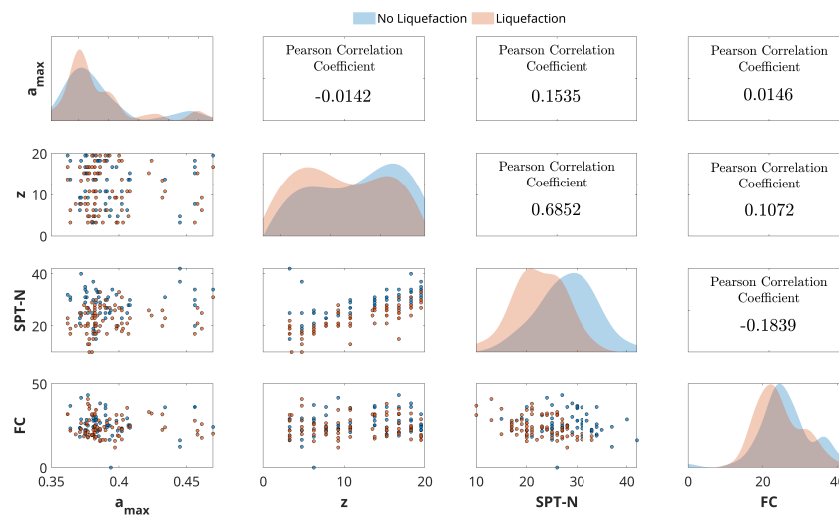 No Liquefaction Liquefaction
a_max
Pearson Correlation
Coefficient
-0.0142
Pearson Correlation
Coefficient
0.1535
Pearson Correlation
Coefficient
0.0146
20
10
0
z
Pearson Correlation
Coefficient
0.6852
Pearson Correlation
Coefficient
0.1072
40
20
SPT-N
Pearson Correlation
Coefficient
-0.1839
50
0
FC
0.35 0.4 0.45
0 10 20
10 20 30 40
0 20
a_max z SPT-N FC